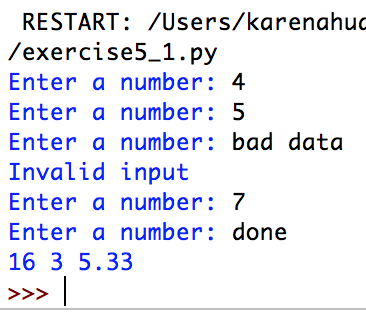 RESTART: /Users/karenahuc
/exercise5_1.py
Enter a number: 4
Enter a number: 5
Enter a number: bad data
Invalid input
Enter a number: 7
Enter a number: done
16 3 5.33
>>>